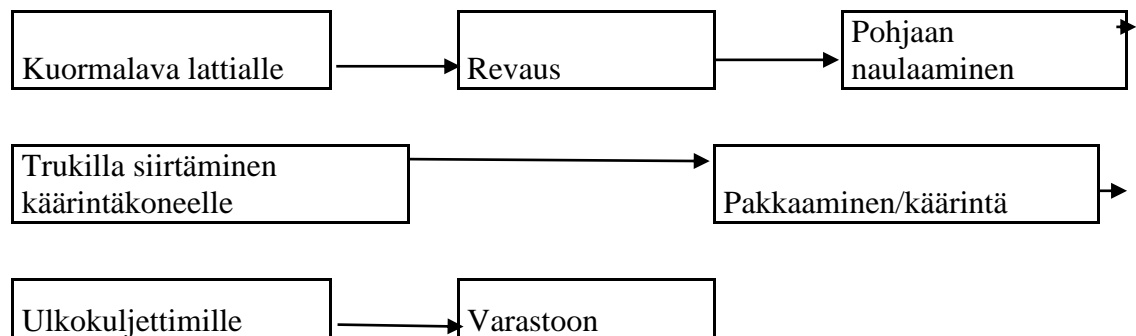 Kuormalava lattialle
Revaus
Pohjaan
naulaaminen
Trukilla siirtäminen
käärintäkoneelle
Pakkaaminen/käärintä
Ulkokuljettimille
Varastoon